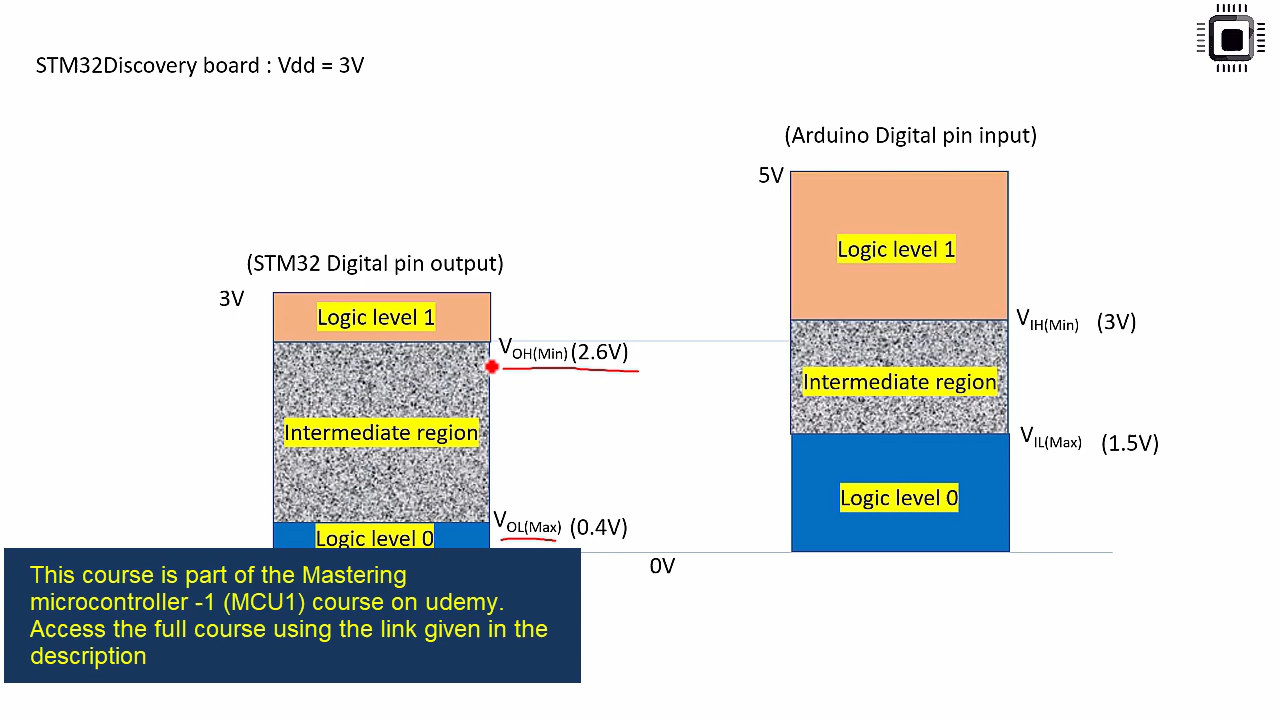 STM32Discovery board : Vdd = 3V
(Arduino Digital pin input)
5V
Logic level 1
(STM32 Digital pin output)
3V
Logic level 1
VIH(Min) (3V)
VOH(Min) (2.6V)
Intermediate region
Intermediate region
VIL(Max) (1.5V)
Logic level 0
VOL(Max) (0.4V)
Logic level 0
0V
This course is part of the Mastering
microcontroller -1 (MCU1) course on udemy.
Access the full course using the link given in the
description